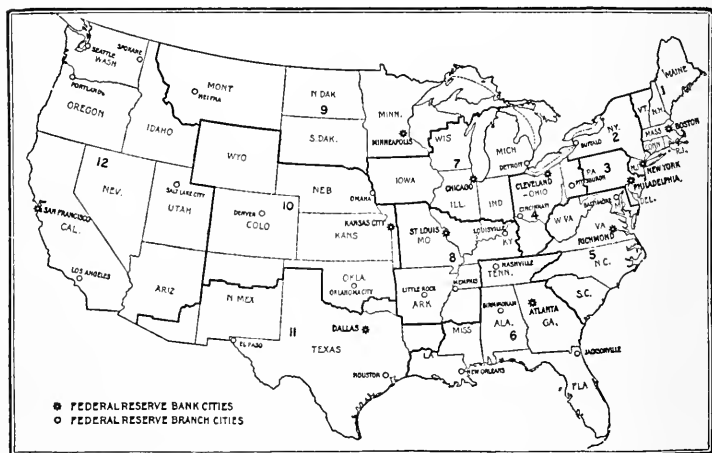 SPOKANE
SEATTLE
WASH
PORTLAND
OREGON
IDAHO
MONT
HELENA
N DAK
9
S. DAK.
MINN.
MINNEAPOLIS
WIS
7
MICH
DETROIT
MAINE
1
VT.
N.H.
MASS
BOSTON
CONN
R.I.
N.Y.
2
BUFFALO
N.J.
NEW YORK
PA
3
PITTSBURGH
PHILADELPHIA.
DEL.
BALTIMORE
CLEVELAND
OHIO
CINCINNATI
4
W VA
VA
RICHMOND
5
N.C.
S.C.
WYO
NEB
OMAHA
IOWA
CHICAGO
ILL.
IND
12
NEV.
SAN FRANCISCO
CAL.
LOS ANGELES
SALT LAKE CITY
UTAH
DENVER
COLO
10
KANSAS CITY
KANS
ST LOUIS
MO
8
LOUISVILLE
KY
NASHVILLE
TENN.
MEMPHIS
ARIZ
N MEX
EL PASO
11
OKLA
OKLAHOMA CITY
LITTLE ROCK
ARK
DALLAS
TEXAS
HOUSTON
LA
NEW ORLEANS
MISS
BIRMINGHAM
ALA.
6
ATLANTA
GA.
JACKSONVILLE
FLA
FEDERAL RESERVE BANK CITIES
FEDERAL RESERVE BRANCH CITIES